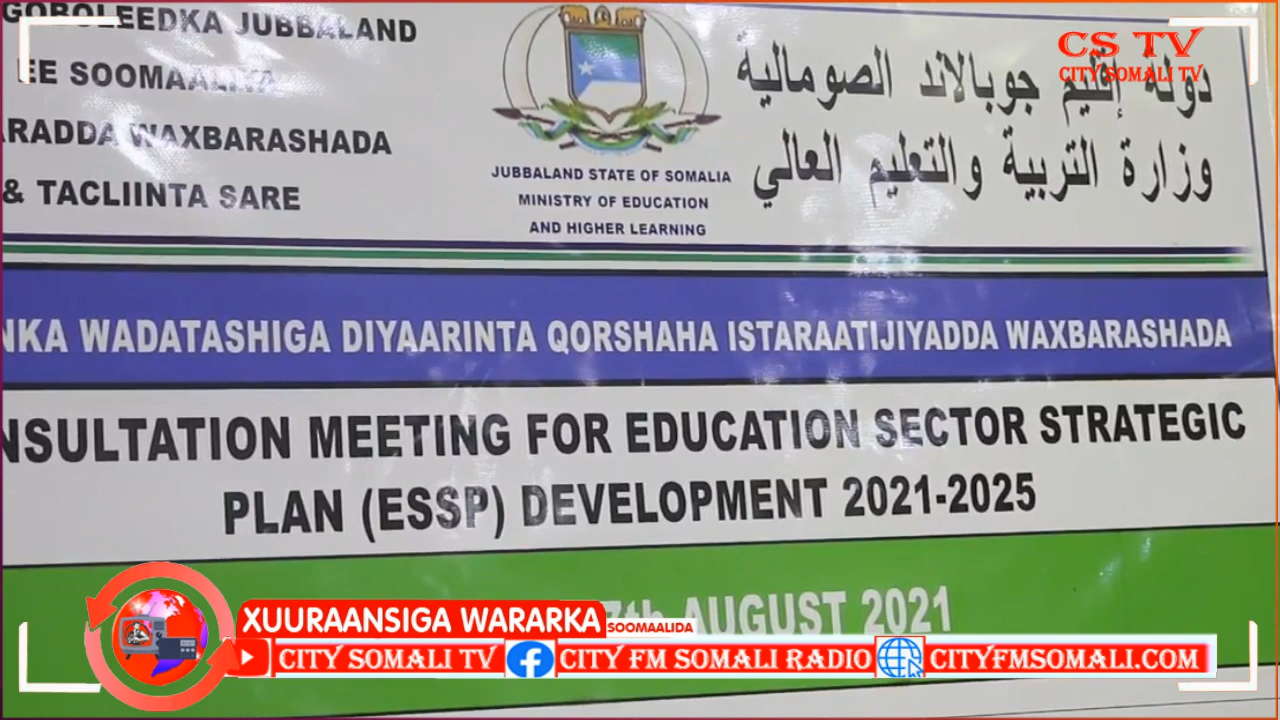 GOBOLEEDKA JUBBALAND
EE SOOMAALIYA
WAXBARASHADA
& TACLIINTA SARE
JUBBALAND STATE OF SOMALIA
MINISTRY OF EDUCATION
AND HIGHER LEARNING
دولة إقليم جوبالاند الصومالية
وزارة التربية والتعليم العالي
CS TV
CITY SOMALI TV
WADATASHIGA DIYAARINTA QORSHAHA ISTARAATIJIYADDA WAXBARASHADA
NSULTATION MEETING FOR EDUCATION SECTOR STRATEGIC
PLAN (ESSP) DEVELOPMENT 2021-2025
7th AUGUST 2021
XUURAANSIGA WARARKA
SOOMAALIDA
CITY SOMALI TV CITY FM SOMALI RADIO CITYFMSOMALI.COM